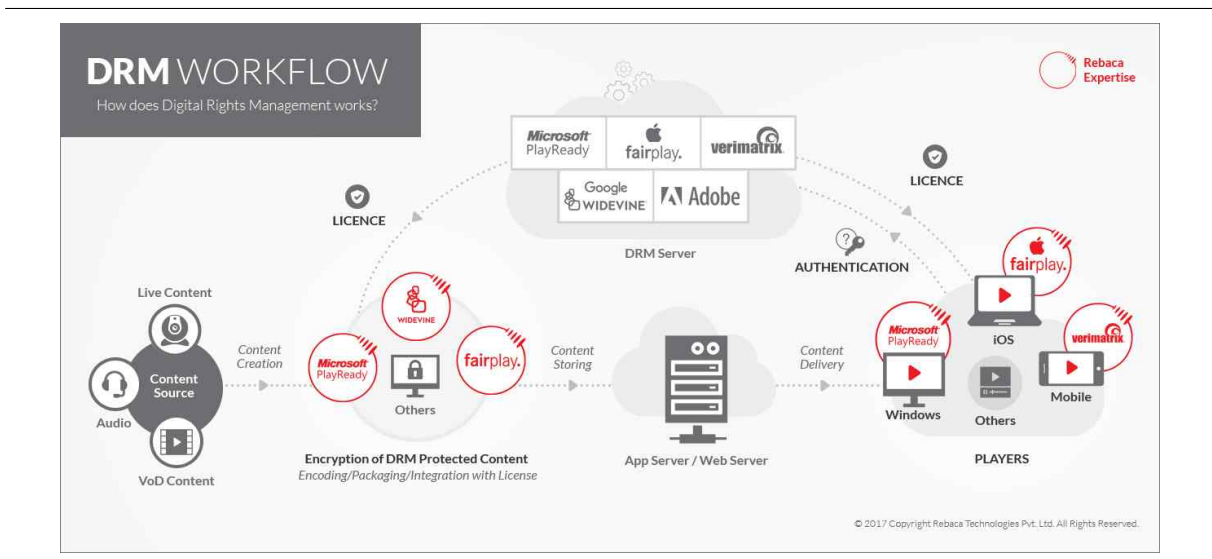 DRM WORKFLOW
How does Digital Rights Management works?
Rebaca
Expertise
Microsoft
PlayReady
fairplay.
verimatrix
Google
WIDEVINE
Adobe
DRM Server
LICENCE
LICENCE
AUTHENTICATION
Live Content
Audio
Content
Source
VoD Content
Content
Creation
WIDEVINE
Microsoft
PlayReady
fairplay.
Others
Encryption of DRM Protected Content
Encoding/Packaging/Integration with License
Content
Storing
App Server / Web Server
Content
Delivery
fairplay.
iOS
Microsoft
PlayReady
Windows
verimatrix
Mobile
Others
PLAYERS
© 2017 Copyright Rebaca Technologies Pvt. Ltd. All Rights Reserved.